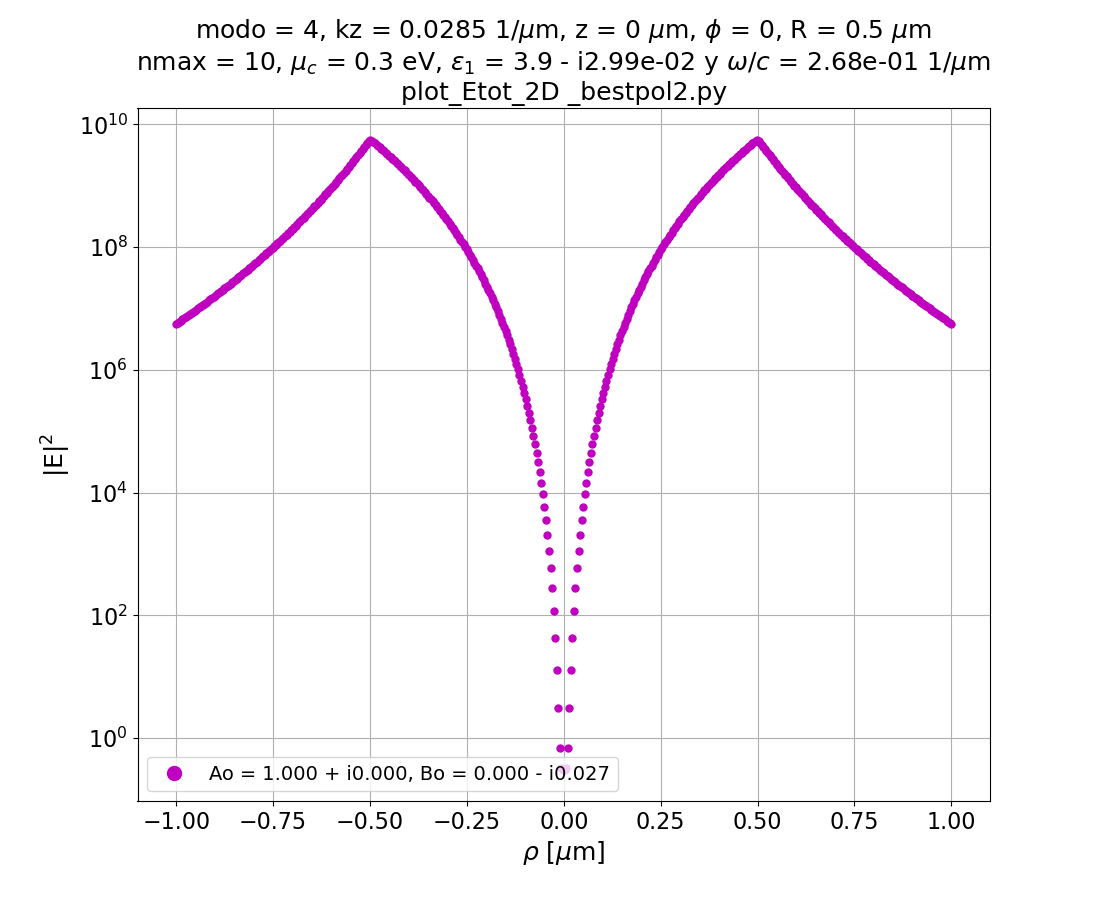 modo = 4, kz = 0.0285 1/μm, z = 0 μm, ϕ = 0, R = 0.5 μm
nmax = 10, μ_c = 0.3 eV, ε_1 = 3.9 - i2.99e-02 y ω/c = 2.68e-01 1/μm
plot_Etot_2D _bestpol2.py
10^10
10^8
10^6
10^4
10^2
10^0
|E|^2
Ao = 1.000 + i0.000, Bo = 0.000 - i0.027
−1.00 −0.75 −0.50 −0.25 0.00 0.25 0.50 0.75 1.00
ρ [μm]